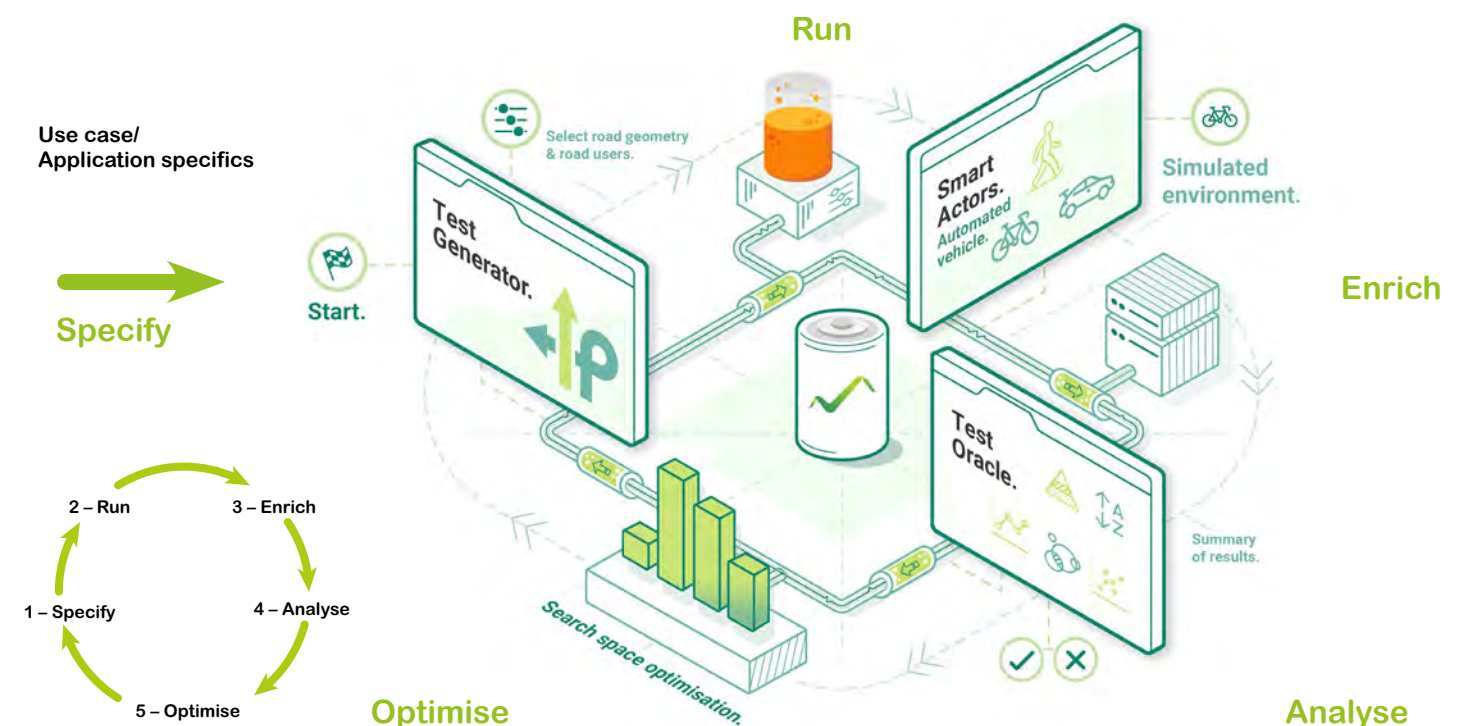 Run
Use case/
Application specifics
Select road geometry
& road users.
Test
Generator.
Start.
Specify
Smart
Actors.
Automated
vehicle.
Simulated
environment.
Enrich
Test
Oracle.
A
Z
Summary
of results.
Search space optimisation.
2 – Run
3 – Enrich
1 – Specify
4 – Analyse
5 – Optimise
Optimise
Analyse